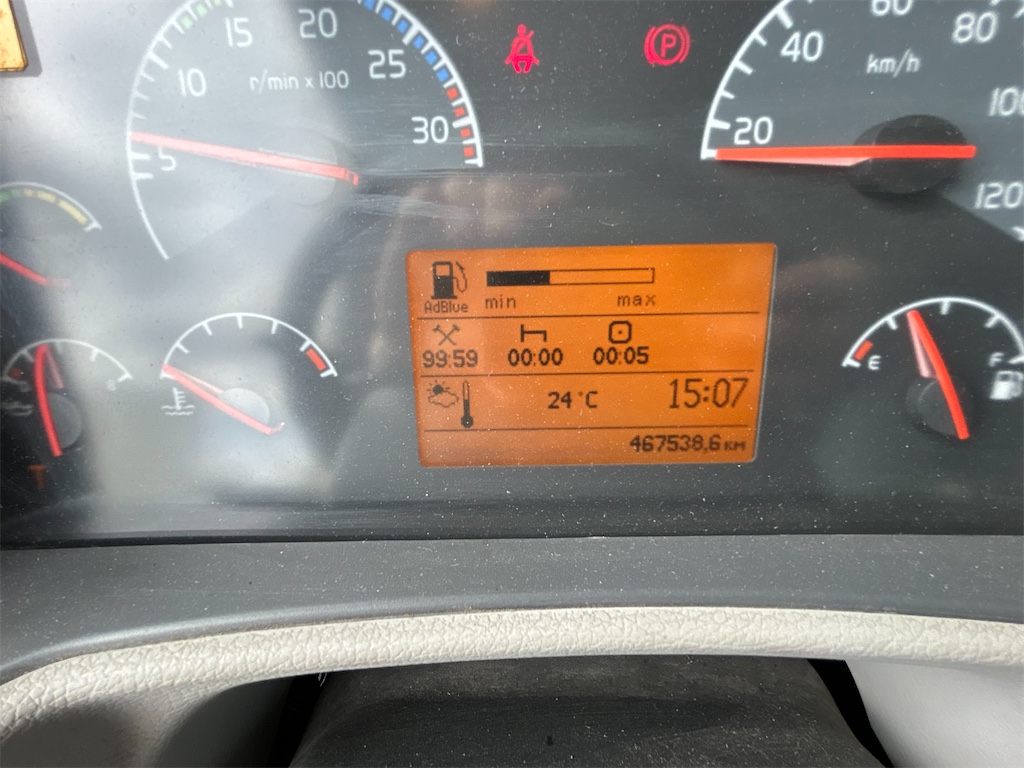 10 15 20 25 30
r/min x 100
5
P
20 40 60 80 100 120
km/h
AdBlue min max
99:59 00:00 00:05
24°C 15:07
467538,6 KM
E F